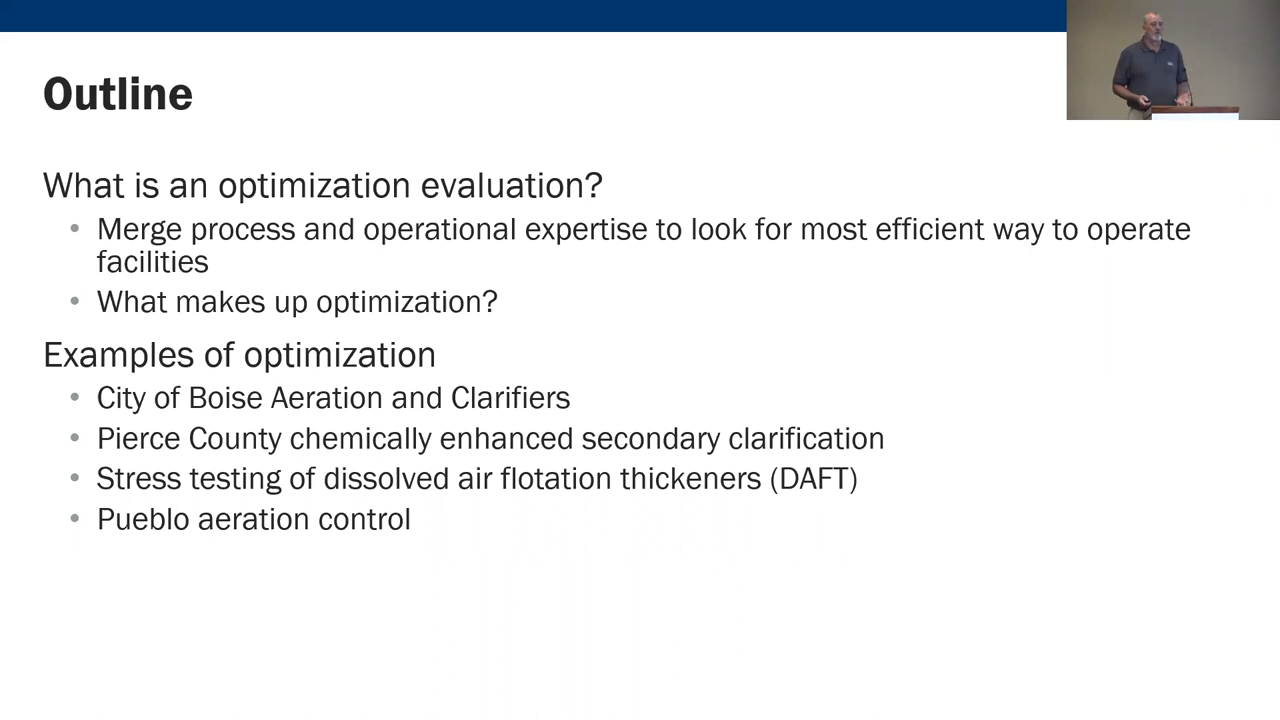 Outline
What is an optimization evaluation?
• Merge process and operational expertise to look for most efficient way to operate
facilities
• What makes up optimization?
Examples of optimization
• City of Boise Aeration and Clarifiers
• Pierce County chemically enhanced secondary clarification
• Stress testing of dissolved air flotation thickeners (DAFT)
• Pueblo aeration control